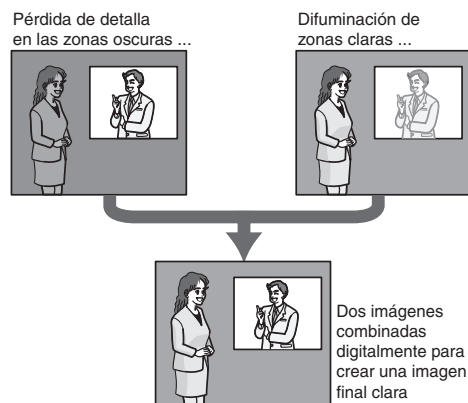 Pérdida de detalla
en las zonas oscuras ...
Difuminación de
zonas claras ...
Dos imágenes
combinadas
digitalmente para
crear una imagen
final clara